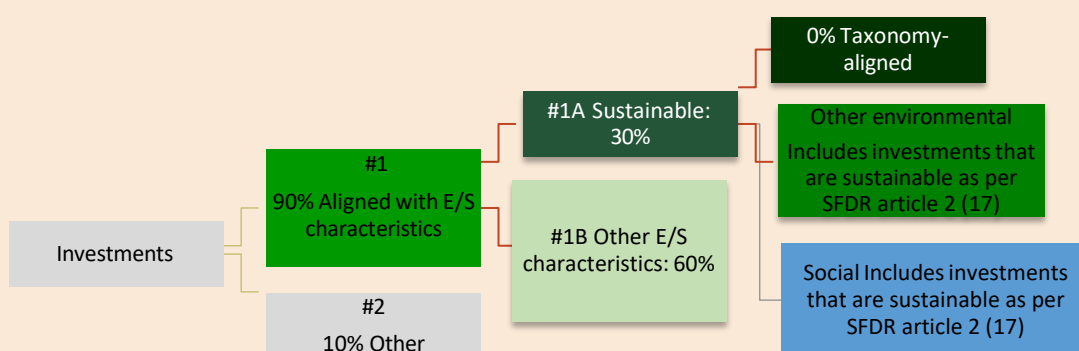 Investments
#1
90% Aligned with E/S
characteristics
#2
10% Other
#1A Sustainable:
30%
#1B Other E/S
characteristics: 60%
0% Taxonomy-
aligned
Other environmental
Includes investments that
are sustainable as per
SFDR article 2 (17)
Social Includes investments
that are sustainable as per
SFDR article 2 (17)